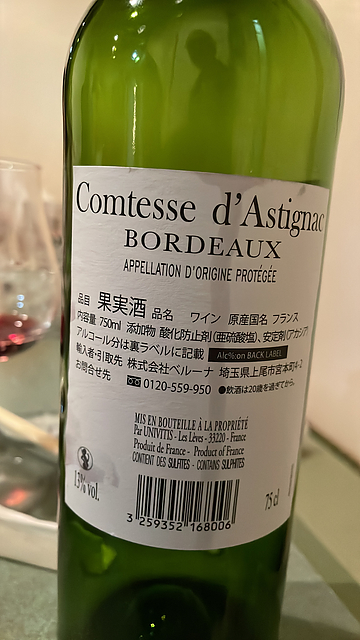 Comtesse d'Astignac
BORDEAUX
APPELLATION D'ORIGINE PROTÉGÉE
品目 果実酒 品名 ワイン 原産国名 フランス
内容量 750ml 添加物 酸化防止剤(亜硫酸塩)、安定剤(アカシア)
アルコール分は裏ラベルに記載 Alc%:on BACK LABEL
輸入者・引取先 株式会社ベルーナ 埼玉県上尾市宮本町4-2
お問合せ先 0120-559-950 ●飲酒は20歳を過ぎてから。
MIS EN BOUTEILLE À LA PROPRIÉTÉ
Par UNIVITIS - Les Lèves - 33220 - France
Produit de France - Product of France
CONTIENT DES SULFITES - CONTAINS SULPHITES
13% vol.
75 cl
3 259352 168006